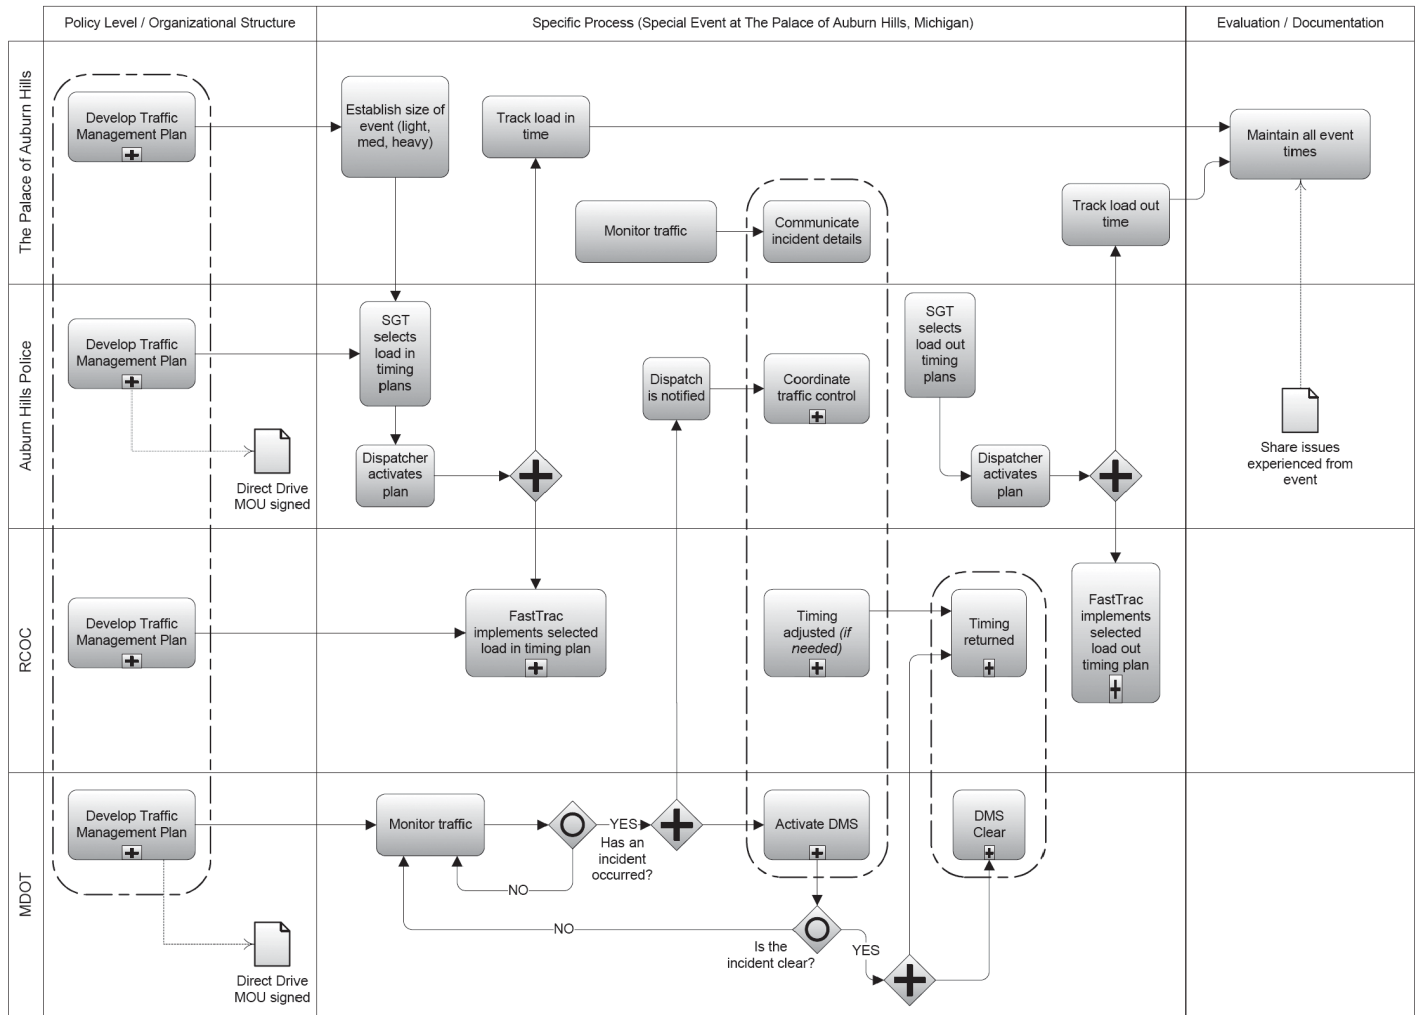 Policy Level / Organizational Structure
Specific Process (Special Event at The Palace of Auburn Hills, Michigan)
Evaluation / Documentation
The Palace of Auburn Hills
Develop Traffic
Management Plan
Establish size of
event (light,
med, heavy)
Track load in
time
Maintain all event
times
Monitor traffic
Communicate
incident details
Track load out
time
Auburn Hills Police
Develop Traffic
Management Plan
Direct Drive
MOU signed
SGT
selects
load in
timing
plans
Dispatcher
activates
plan
Dispatch
is notified
Coordinate
traffic control
SGT
selects
load out
timing
plans
Dispatcher
activates
plan
Share issues
experienced from
event
RCOC
Develop Traffic
Management Plan
FastTrac
implements selected
load in timing plan
Timing
adjusted (if
needed)
Timing
returned
FastTrac
implements
selected
load out
timing plan
MDOT
Develop Traffic
Management Plan
Direct Drive
MOU signed
Monitor traffic
YES
Has an
incident
occurred?
NO
Activate DMS
DMS
Clear
NO
Is the
incident clear?
YES